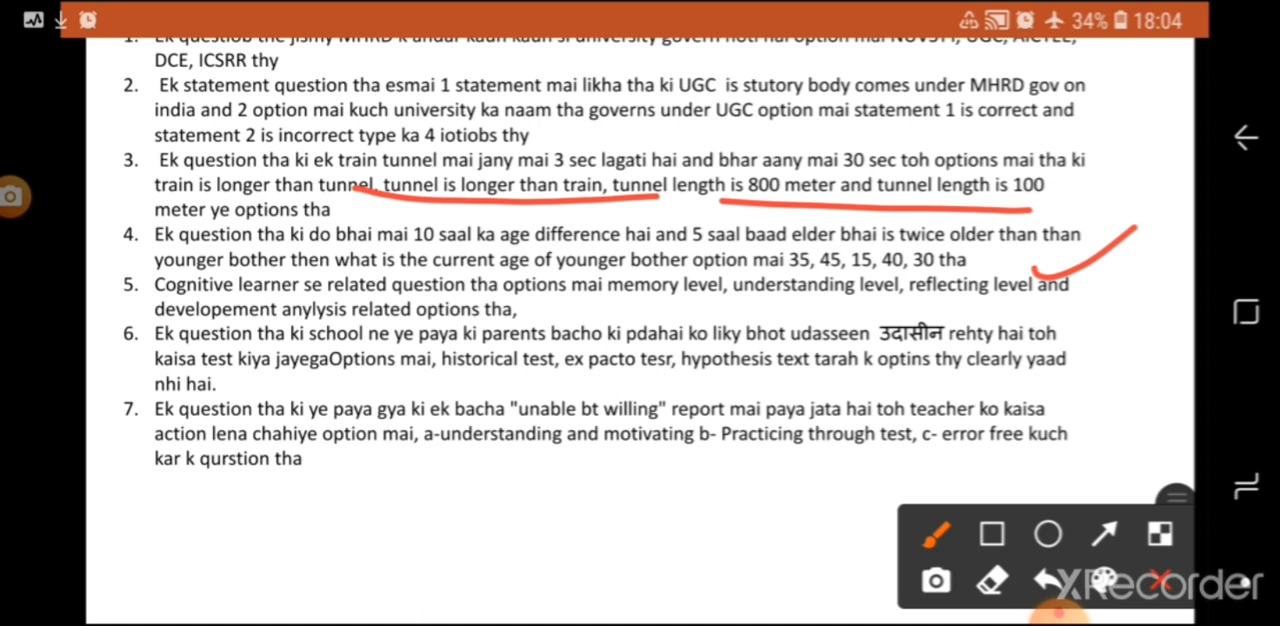 34% 18:04
DCE, ICSRR thy
2. Ek statement question tha esmai 1 statement mai likha tha ki UGC is stutory body comes under MHRD gov on
india and 2 option mai kuch university ka naam tha governs under UGC option mai statement 1 is correct and
statement 2 is incorrect type ka 4 iotiobs thy
3. Ek question tha ki ek train tunnel mai jany mai 3 sec lagati hai and bhar aany mai 30 sec toh options mai tha ki
train is longer than tunnel, tunnel is longer than train, tunnel length is 800 meter and tunnel length is 100
meter ye options tha
4. Ek question tha ki do bhai mai 10 saal ka age difference hai and 5 saal baad elder bhai is twice older than than
younger bother then what is the current age of younger bother option mai 35, 45, 15, 40, 30 tha
5. Cognitive learner se related question tha options mai memory level, understanding level, reflecting level and
developement anylysis related options tha,
6. Ek question tha ki school ne ye paya ki parents bacho ki pdahai ko liky bhot udasseen उदासीन rehty hai toh
kaisa test kiya jayegaOptions mai, historical test, ex pacto tesr, hypothesis text tarah k optins thy clearly yaad
nhi hai.
7. Ek question tha ki ye paya gya ki ek bacha "unable bt willing" report mai paya jata hai toh teacher ko kaisa
action lena chahiye option mai, a-understanding and motivating b- Practicing through test, c- error free kuch
kar k qurstion tha
XRecorder